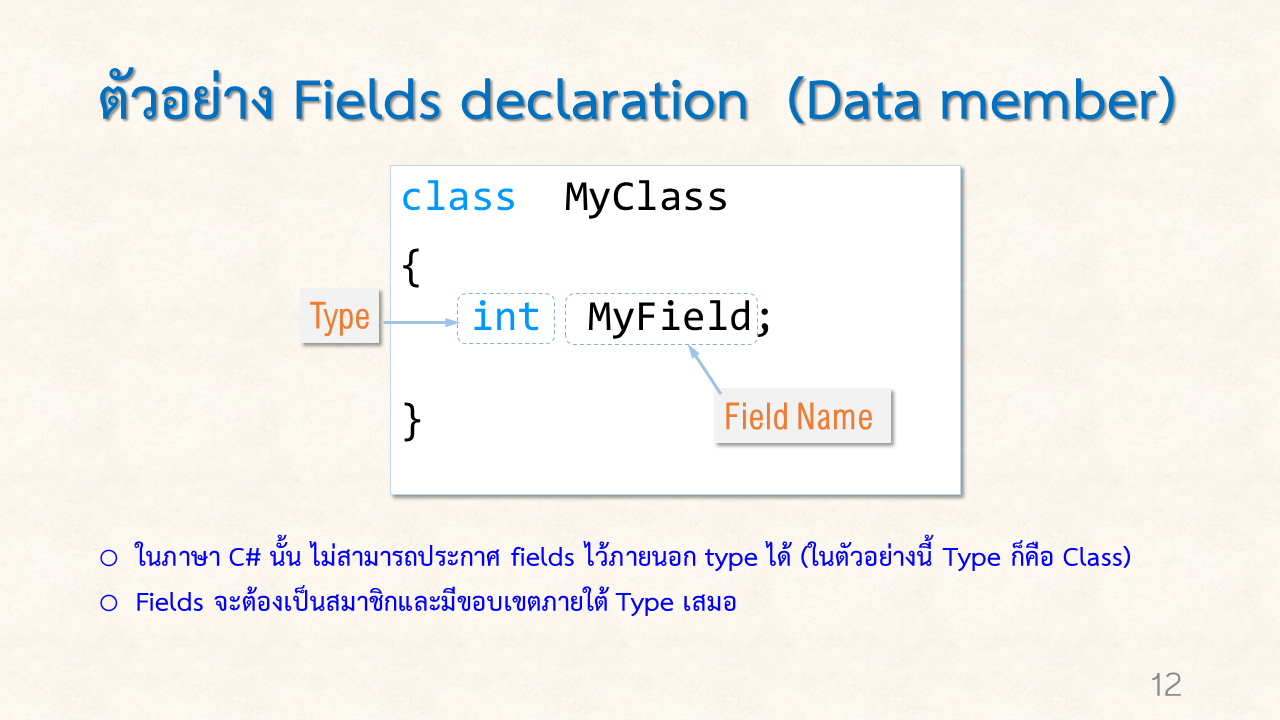 ตัวอย่าง Fields declaration (Data member)
class MyClass
{
Type
int MyField;
}
Field Name
ในภาษา C# นั้น ไม่สามารถประกาศ fields ไว้ภายนอก type ได้ (ในตัวอย่างนี้ Type ก็คือ Class)
Fields จะต้องเป็นสมาชิกและมีขอบเขตภายใต้ Type เสมอ
12